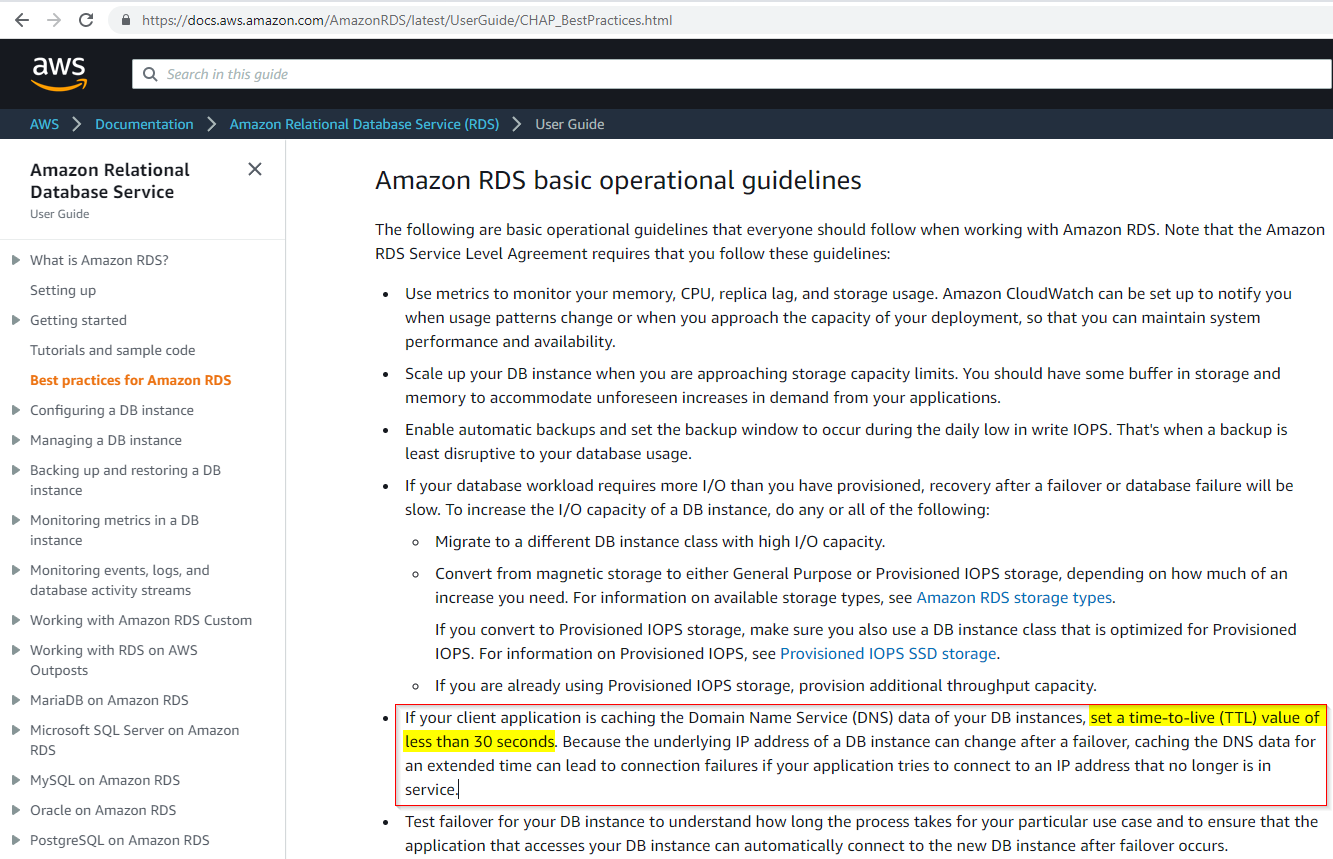 https://docs.aws.amazon.com/AmazonRDS/latest/UserGuide/CHAP_BestPractices.html
aws
Search in this guide
AWS > Documentation > Amazon Relational Database Service (RDS) > User Guide
Amazon Relational
Database Service
User Guide
What is Amazon RDS?
Setting up
Getting started
Tutorials and sample code
Best practices for Amazon RDS
Configuring a DB instance
Managing a DB instance
Backing up and restoring a DB
instance
Monitoring metrics in a DB
instance
Monitoring events, logs, and
database activity streams
Working with Amazon RDS Custom
Working with RDS on AWS
Outposts
MariaDB on Amazon RDS
Microsoft SQL Server on Amazon
RDS
MySQL on Amazon RDS
Oracle on Amazon RDS
PostgreSQL on Amazon RDS
Amazon RDS basic operational guidelines
The following are basic operational guidelines that everyone should follow when working with Amazon RDS. Note that the Amazon
RDS Service Level Agreement requires that you follow these guidelines:
• Use metrics to monitor your memory, CPU, replica lag, and storage usage. Amazon CloudWatch can be set up to notify you
when usage patterns change or when you approach the capacity of your deployment, so that you can maintain system
performance and availability.
• Scale up your DB instance when you are approaching storage capacity limits. You should have some buffer in storage and
memory to accommodate unforeseen increases in demand from your applications.
• Enable automatic backups and set the backup window to occur during the daily low in write IOPS. That's when a backup is
least disruptive to your database usage.
• If your database workload requires more I/O than you have provisioned, recovery after a failover or database failure will be
slow. To increase the I/O capacity of a DB instance, do any or all of the following:
○ Migrate to a different DB instance class with high I/O capacity.
○ Convert from magnetic storage to either General Purpose or Provisioned IOPS storage, depending on how much of an
increase you need. For information on available storage types, see Amazon RDS storage types.
If you convert to Provisioned IOPS storage, make sure you also use a DB instance class that is optimized for Provisioned
IOPS. For information on Provisioned IOPS, see Provisioned IOPS SSD storage.
○ If you are already using Provisioned IOPS storage, provision additional throughput capacity.
• If your client application is caching the Domain Name Service (DNS) data of your DB instances, set a time-to-live (TTL) value of
less than 30 seconds. Because the underlying IP address of a DB instance can change after a failover, caching the DNS data for
an extended time can lead to connection failures if your application tries to connect to an IP address that no longer is in
service.
• Test failover for your DB instance to understand how long the process takes for your particular use case and to ensure that the
application that accesses your DB instance can automatically connect to the new DB instance after failover occurs.